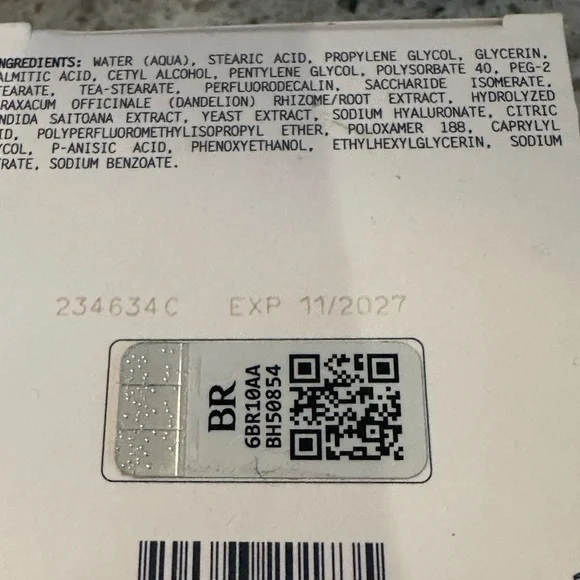 NGREDIENTS: WATER (AQUA), STEARIC ACID, PROPYLENE GLYCOL, GLYCERIN,
ALMITIC ACID, CETYL ALCOHOL, PENTYLENE GLYCOL, POLYSORBATE 40, PEG-2
TEARATE, TEA-STEARATE, PERFLUORODECALIN, SACCHARIDE ISOMERATE,
ARAXACUM OFFICINALE (DANDELION) RHIZOME/ROOT EXTRACT, HYDROLYZED
ANDIDA SAITOANA EXTRACT, YEAST EXTRACT, SODIUM HYALURONATE, CITRIC
ID, POLYPERFLUOROMETHYLISOPROPYL ETHER, POLOXAMER 188, CAPRYLYL
YCOL, P-ANISIC ACID, PHENOXYETHANOL, ETHYLHEXYLGLYCERIN, SODIUM
TRATE, SODIUM BENZOATE.
234634C EXP 11/2027
BR
6BR10AA
BH50854